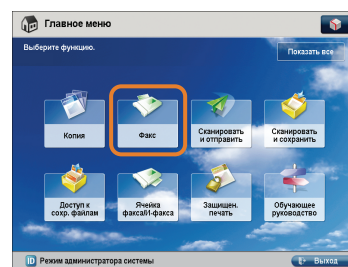 Главное меню
Выберите функцию.
Показать все
Копия
Факс
Сканировать
и отправить
Сканировать
и сохранить
Доступ к
сохр. файлам
Ячейка
факса/И-факса
Защищен.
печать
Обучающее
руководство
ID Режим администратора системы
Выход